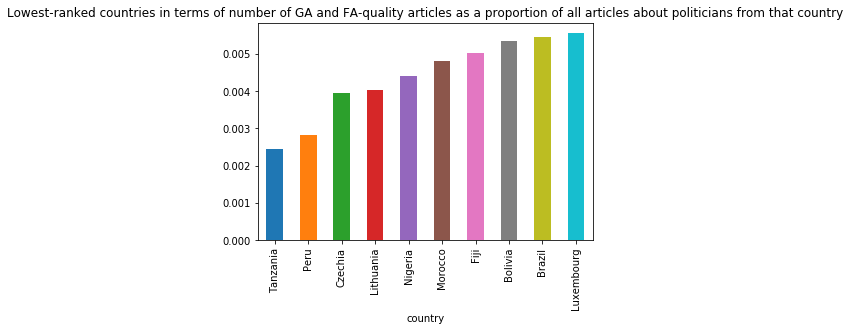 Lowest-ranked countries in terms of number of GA and FA-quality articles as a proportion of all articles about politicians from that country
0.005
0.004
0.003
0.002
0.001
0.000
Tanzania
Peru
Czechia
Lithuania
Nigeria
Morocco
Fiji
Bolivia
Brazil
Luxembourg
country